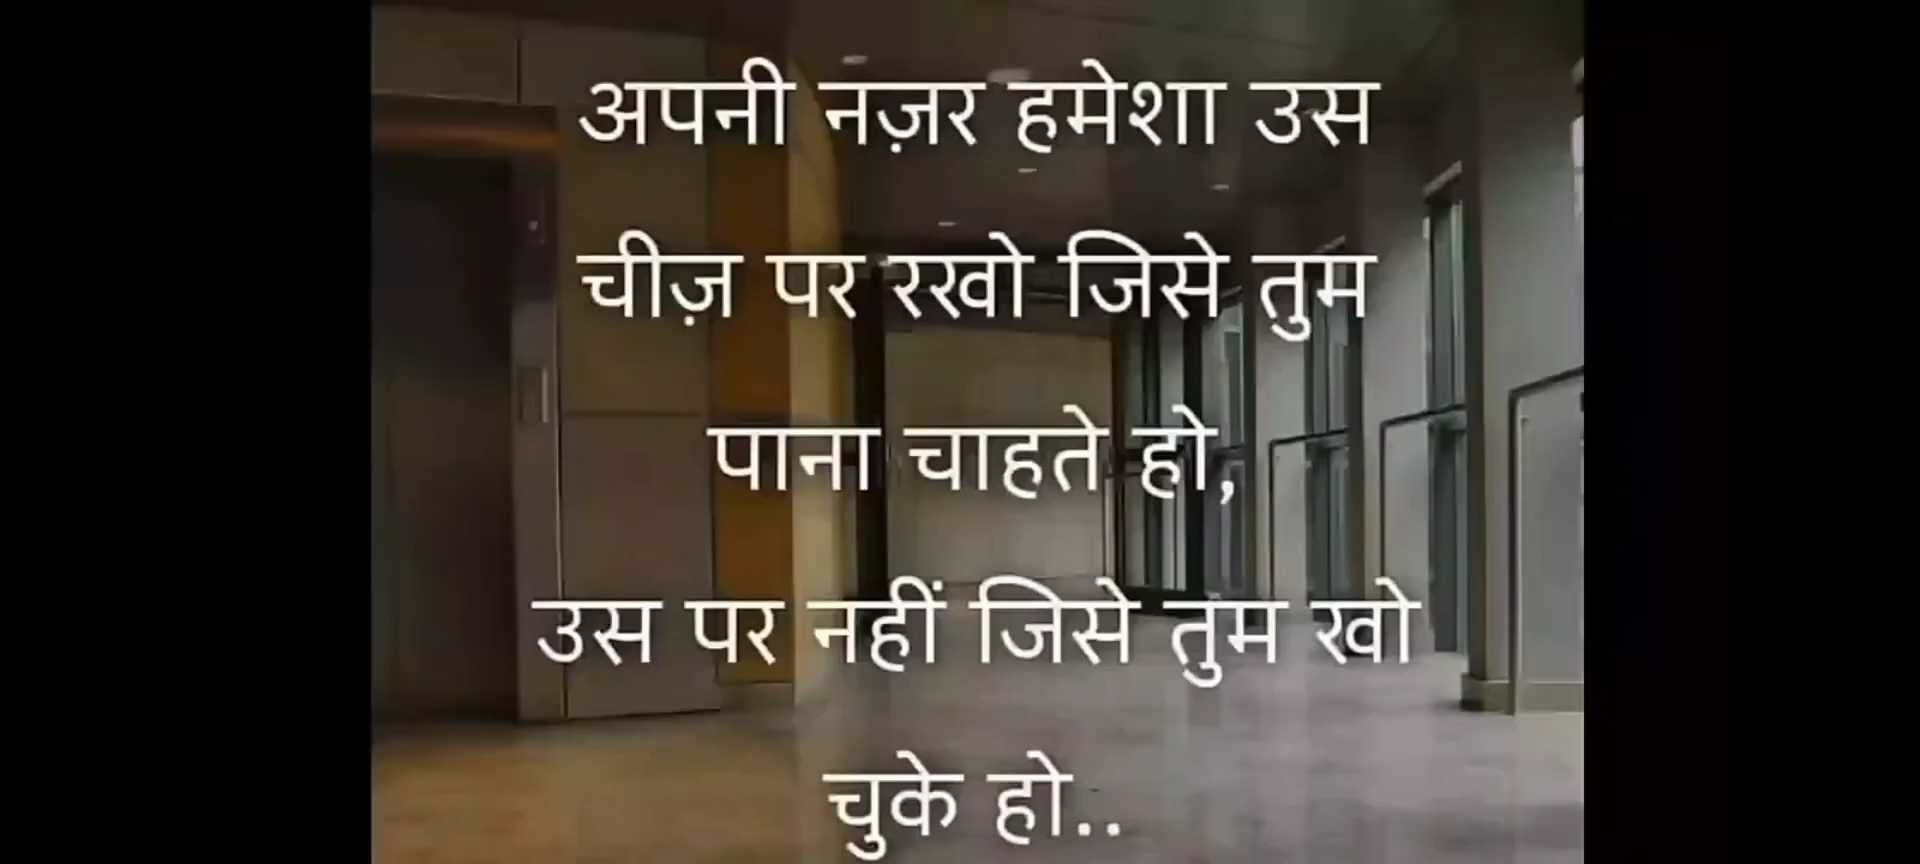 अपनी नज़र हमेशा उस
चीज़ पर रखो जिसे तुम
पाना चाहते हो,
उस पर नहीं जिसे तुम खो
चुके हो..